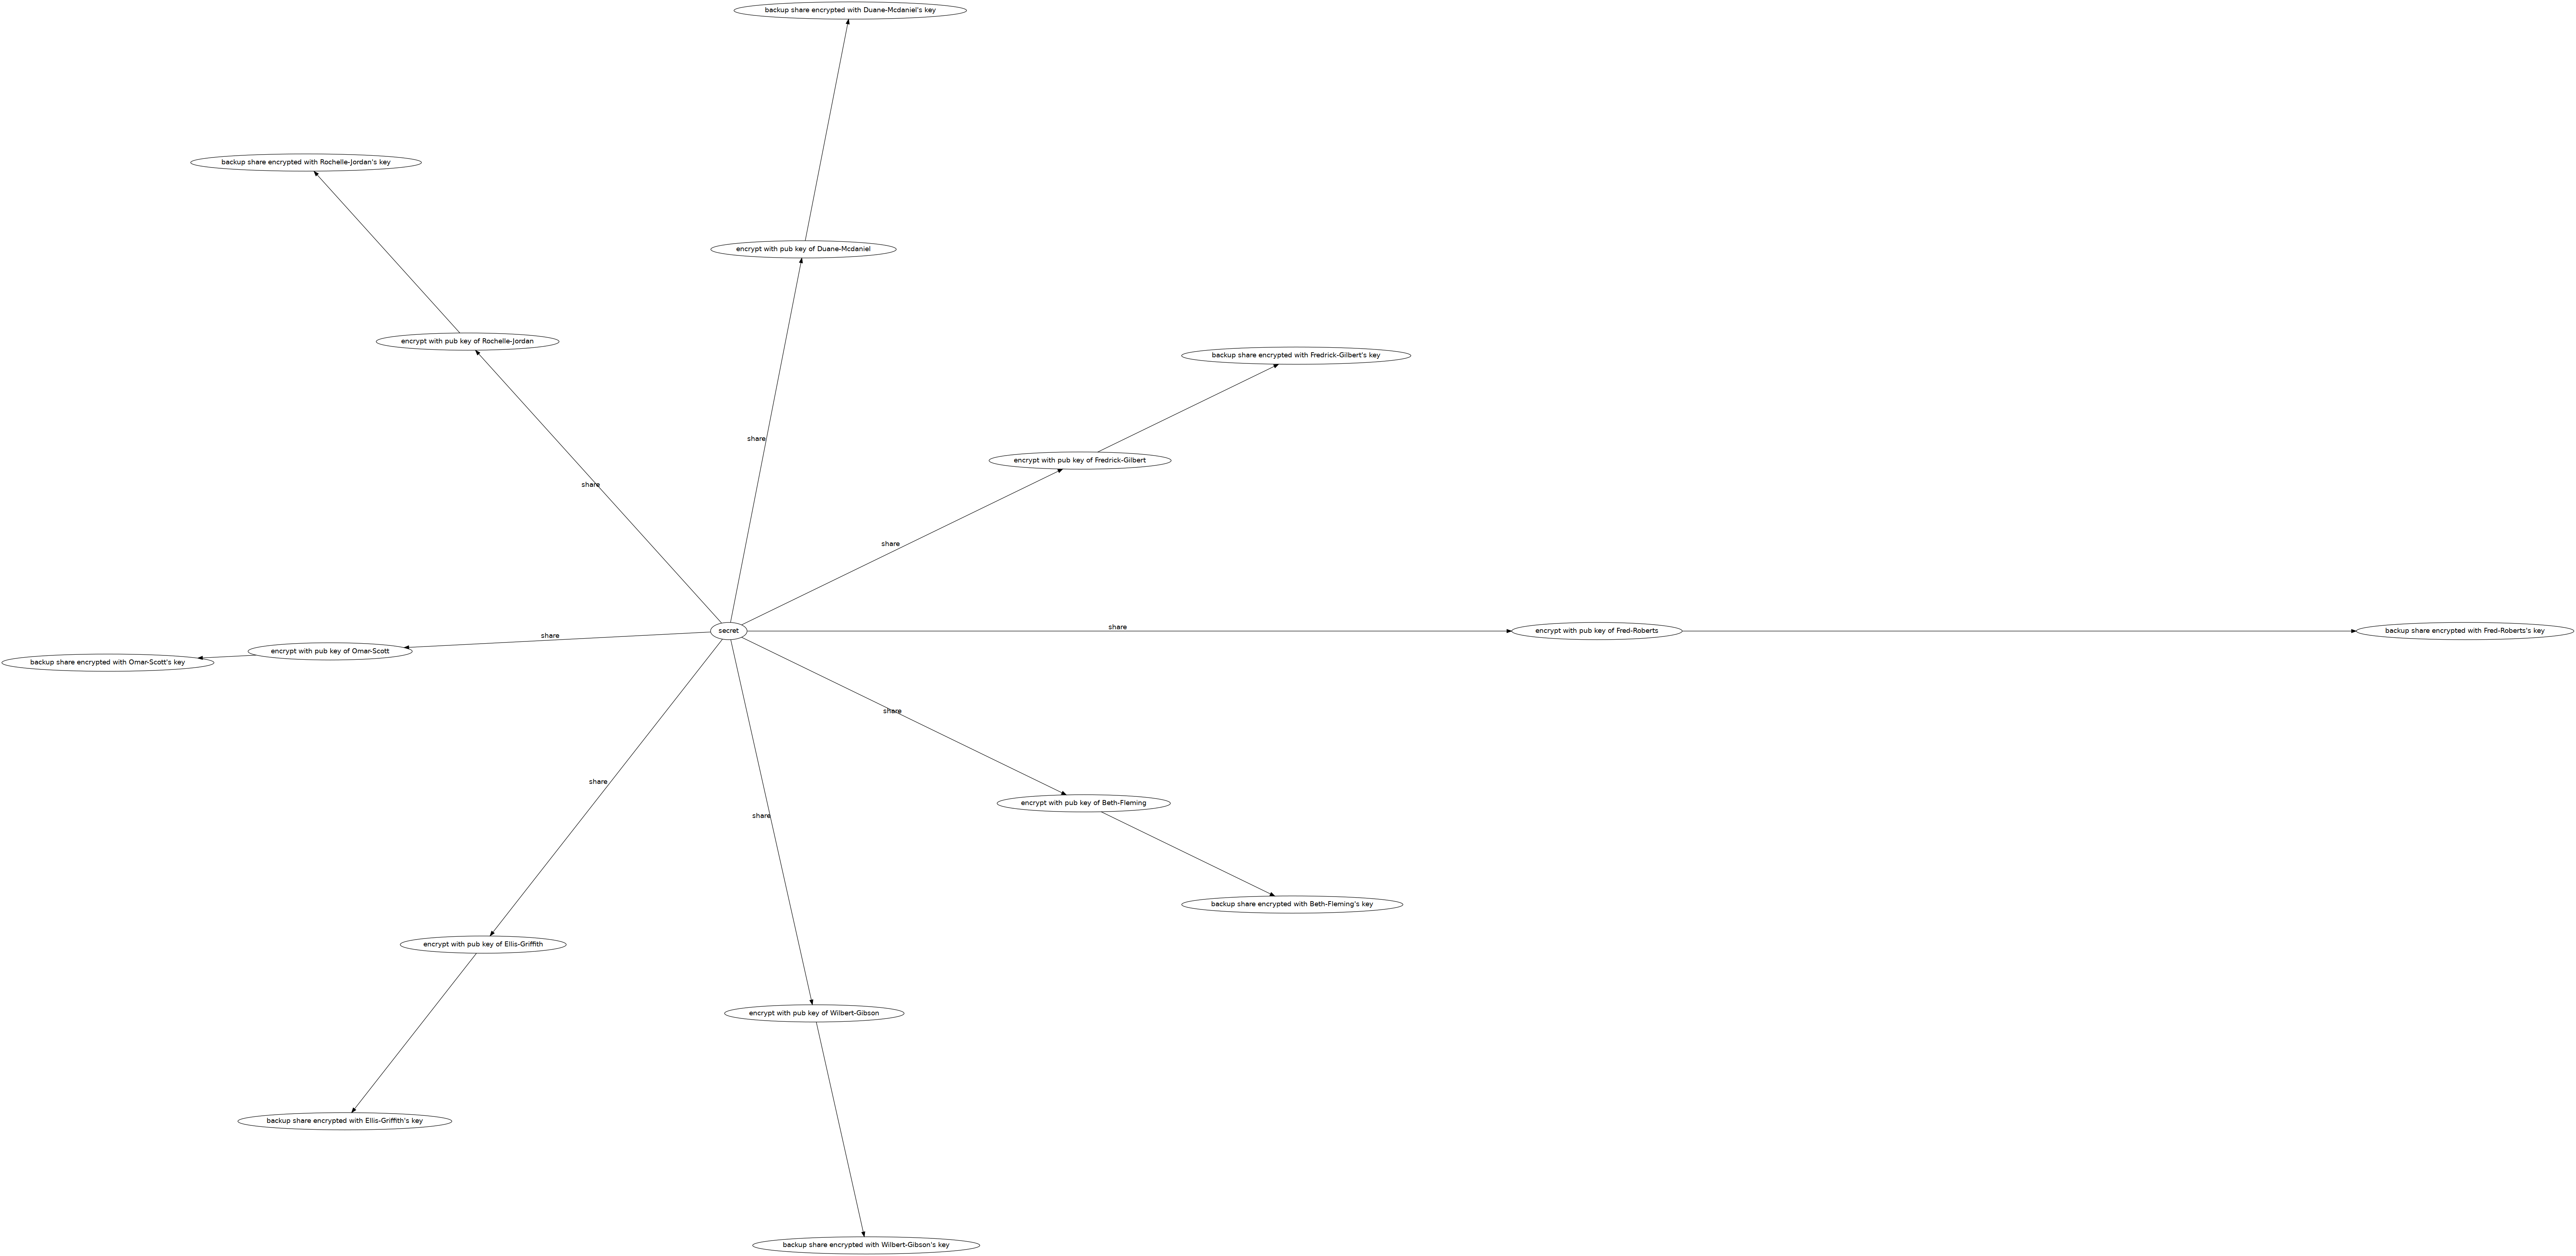 backup share encrypted with Duane-Mcdaniel's key
backup share encrypted with Rochelle-Jordan's key
encrypt with pub key of Duane-Mcdaniel
encrypt with pub key of Rochelle-Jordan
backup share encrypted with Fredrick-Gilbert's key
share
encrypt with pub key of Fredrick-Gilbert
share
share
share
secret
share
encrypt with pub key of Fred-Roberts
backup share encrypted with Fred-Roberts's key
share
encrypt with pub key of Omar-Scott
backup share encrypted with Omar-Scott's key
share
share
encrypt with pub key of Beth-Fleming
share
backup share encrypted with Beth-Fleming's key
encrypt with pub key of Ellis-Griffith
encrypt with pub key of Wilbert-Gibson
backup share encrypted with Ellis-Griffith's key
backup share encrypted with Wilbert-Gibson's key